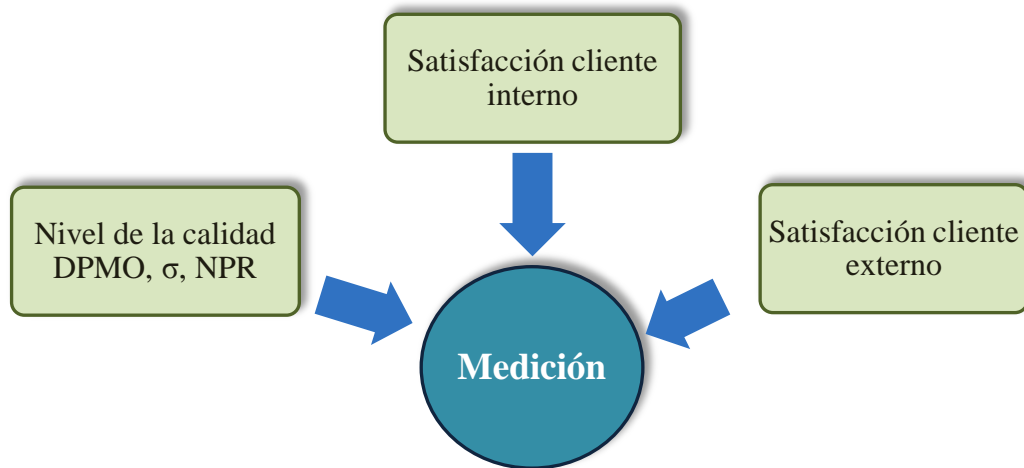 Satisfacción cliente
interno
Nivel de la calidad
DPMO, σ, NPR
Satisfacción cliente
externo
Medición